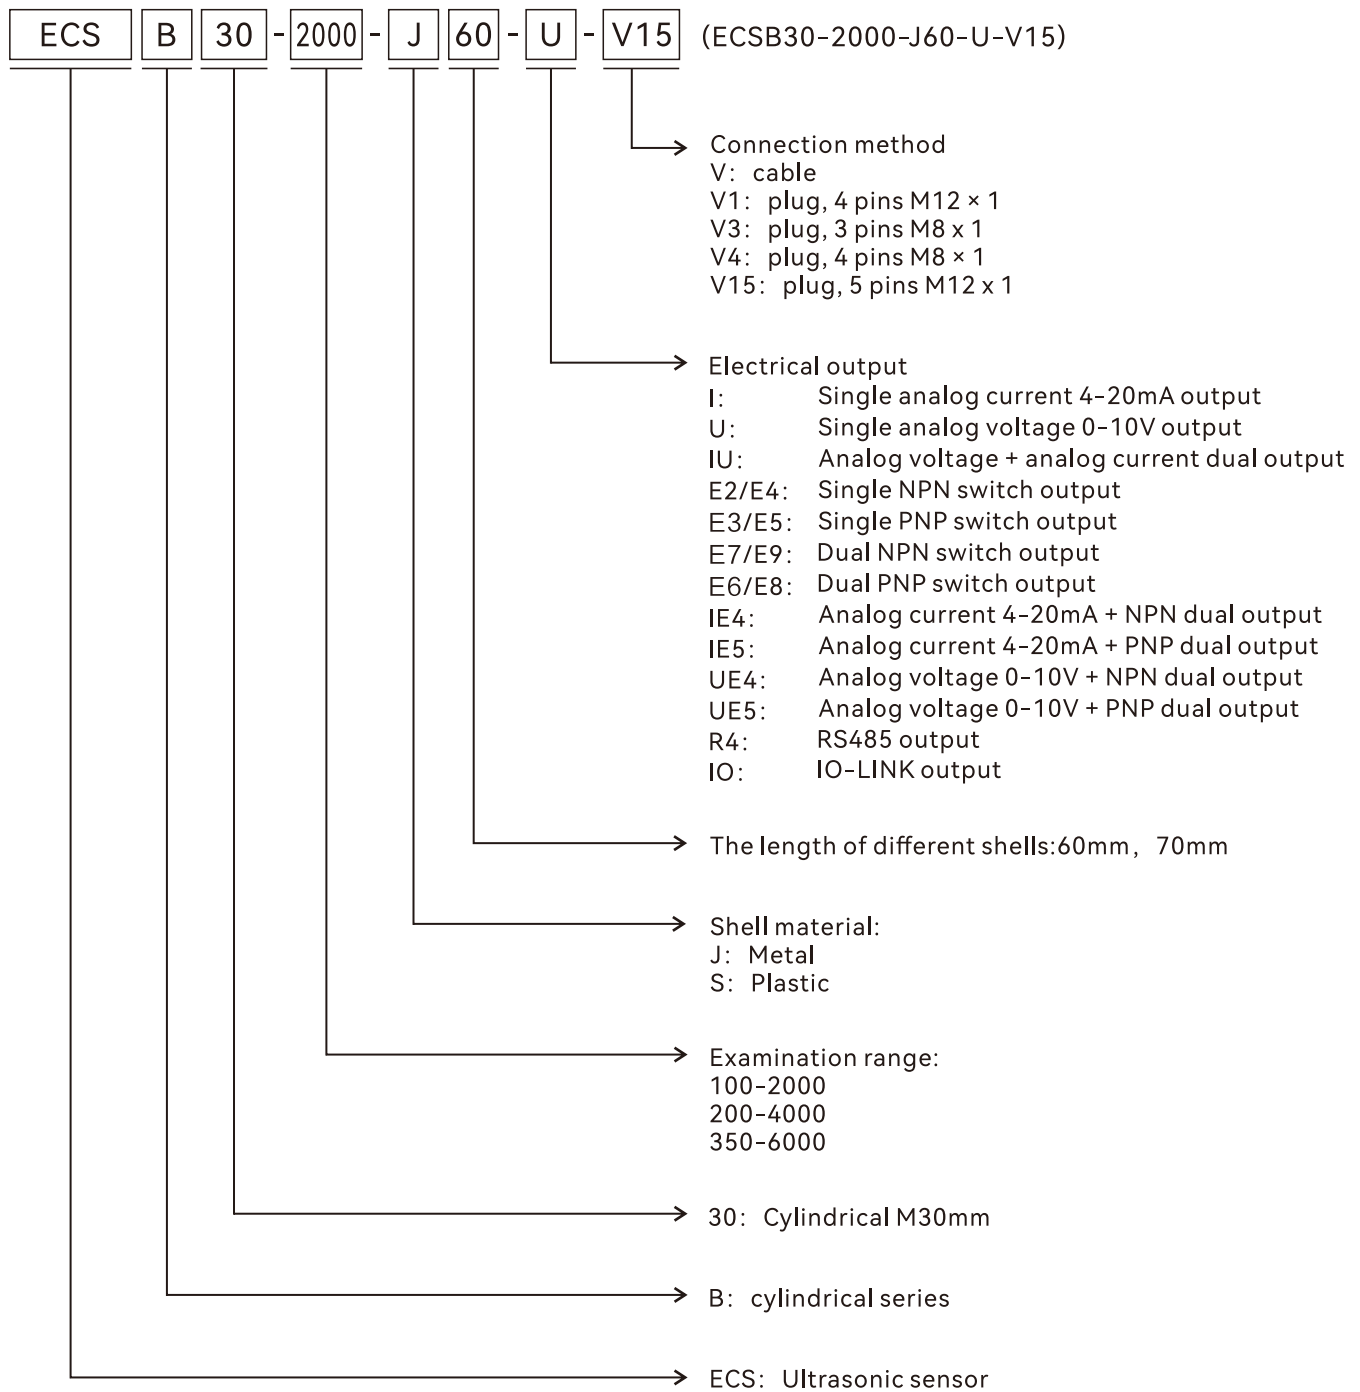 ECS B 30 - 2000 - J 60 - U - V15 (ECSB30-2000-J60-U-V15)
Connection method
V: cable
V1: plug, 4 pins M12 × 1
V3: plug, 3 pins M8 x 1
V4: plug, 4 pins M8 × 1
V15: plug, 5 pins M12 x 1
Electrical output
I: Single analog current 4-20mA output
U: Single analog voltage 0-10V output
IU: Analog voltage + analog current dual output
E2/E4: Single NPN switch output
E3/E5: Single PNP switch output
E7/E9: Dual NPN switch output
E6/E8: Dual PNP switch output
IE4: Analog current 4-20mA + NPN dual output
IE5: Analog current 4-20mA + PNP dual output
UE4: Analog voltage 0-10V + NPN dual output
UE5: Analog voltage 0-10V + PNP dual output
R4: RS485 output
IO: IO-LINK output
The length of different shells:60mm, 70mm
Shell material:
J: Metal
S: Plastic
Examination range:
100-2000
200-4000
350-6000
30: Cylindrical M30mm
B: cylindrical series
ECS: Ultrasonic sensor